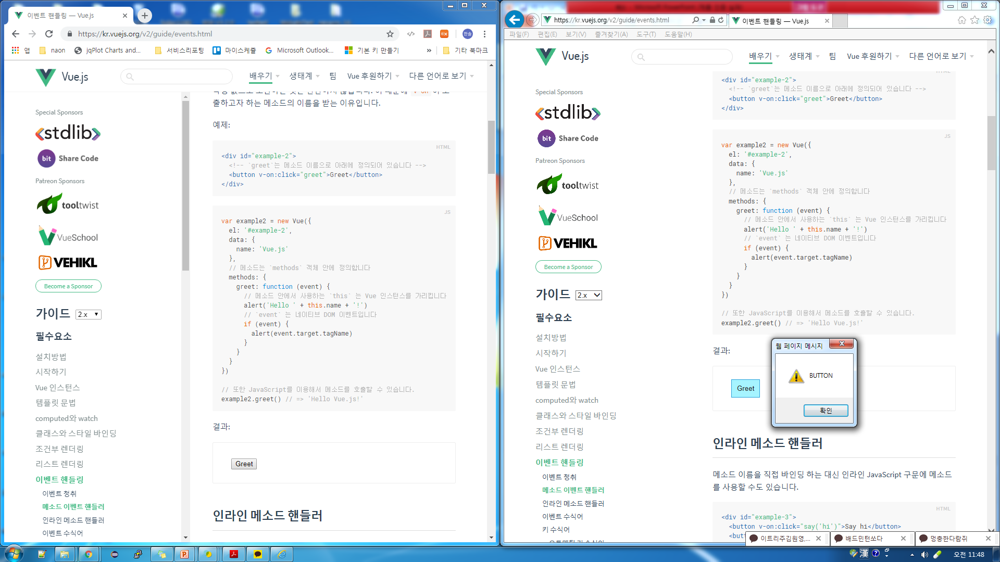 이벤트 핸들링 — Vue.js
https://kr.vuejs.org/v2/guide/events.html
한솔
앱
naon
jqPlot Charts and...
서비스리포팅
마이스케줄
Microsoft Outlook...
기본 키 만들기
»
기타 북마크
Vue.js
배우기
생태계
팀
Vue 후원하기
다른 언어로 보기
Special Sponsors
<stdlib>
bit Share Code
Patreon Sponsors
tooltwist
VueSchool
VEHIKL
Become a Sponsor
가이드 2.x
필수요소
설치방법
시작하기
Vue 인스턴스
템플릿 문법
computed와 watch
클래스와 스타일 바인딩
조건부 렌더링
리스트 렌더링
이벤트 핸들링
이벤트 청취
메소드 이벤트 핸들러
인라인 메소드 핸들러
이벤트 수식어
출하고자 하는 메소드의 이름을 받는 이유입니다.
예제:
HTML
<div id="example-2">
<!-- `greet`는 메소드 이름으로 아래에 정의되어 있습니다 -->
<button v-on:click="greet">Greet</button>
</div>
JS
var example2 = new Vue({
el: '#example-2',
data: {
name: 'Vue.js'
},
// 메소드는 `methods` 객체 안에 정의합니다
methods: {
greet: function (event) {
// 메소드 안에서 사용하는 `this` 는 Vue 인스턴스를 가리킵니다
alert('Hello ' + this.name + '!')
// `event` 는 네이티브 DOM 이벤트입니다
if (event) {
alert(event.target.tagName)
}
}
}
})
// 또한 JavaScript를 이용해서 메소드를 호출할 수 있습니다.
example2.greet() // => 'Hello Vue.js!'
결과:
Greet
인라인 메소드 핸들러
https://kr.vuejs.org/v2/guide/events.html
이벤트 핸들링 — Vue.js
파일(F)
편집(E)
보기(V)
즐겨찾기(A)
도구(T)
도움말(H)
Vue.js
배우기
생태계
팀
Vue 후원하기
다른 언어로 보기
Special Sponsors
<stdlib>
bit Share Code
Patreon Sponsors
tooltwist
VueSchool
VEHIKL
Become a Sponsor
가이드 2.x
필수요소
설치방법
시작하기
Vue 인스턴스
템플릿 문법
computed와 watch
클래스와 스타일 바인딩
조건부 렌더링
리스트 렌더링
이벤트 핸들링
이벤트 청취
메소드 이벤트 핸들러
인라인 메소드 핸들러
이벤트 수식어
키 수식어
HTML
<div id="example-2">
<!-- `greet`는 메소드 이름으로 아래에 정의되어 있습니다 -->
<button v-on:click="greet">Greet</button>
</div>
JS
var example2 = new Vue({
el: '#example-2',
data: {
name: 'Vue.js'
},
// 메소드는 `methods` 객체 안에 정의합니다
methods: {
greet: function (event) {
// 메소드 안에서 사용하는 `this` 는 Vue 인스턴스를 가리킵니다
alert('Hello ' + this.name + '!')
// `event` 는 네이티브 DOM 이벤트입니다
if (event) {
alert(event.target.tagName)
}
}
}
})
// 또한 JavaScript를 이용해서 메소드를 호출할 수 있습니다.
example2.greet() // => 'Hello Vue.js!'
결과:
Greet
웹 페이지 메시지
BUTTON
확인
인라인 메소드 핸들러
메소드 이름을 직접 바인딩 하는 대신 인라인 JavaScript 구문에 메소드
를 사용할 수도 있습니다.
HTML
<div id="example-3">
<button v-on:click="say('hi')">Say hi</button>
<but
이트리주김원영,...
배드민턴쏘다
멍충한다람쥐
漢
오전 11:48